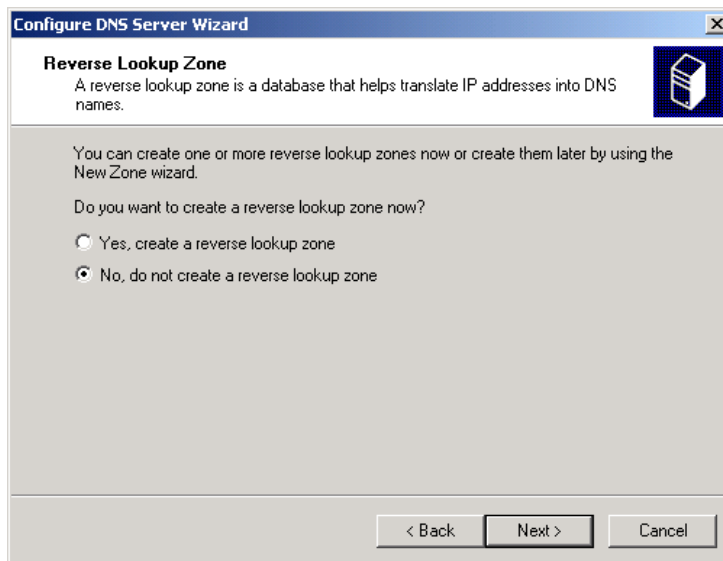 Configure DNS Server Wizard
Reverse Lookup Zone
A reverse lookup zone is a database that helps translate IP addresses into DNS
names.
You can create one or more reverse lookup zones now or create them later by using the
New Zone wizard.
Do you want to create a reverse lookup zone now?
Yes, create a reverse lookup zone
No, do not create a reverse lookup zone
< Back Next > Cancel